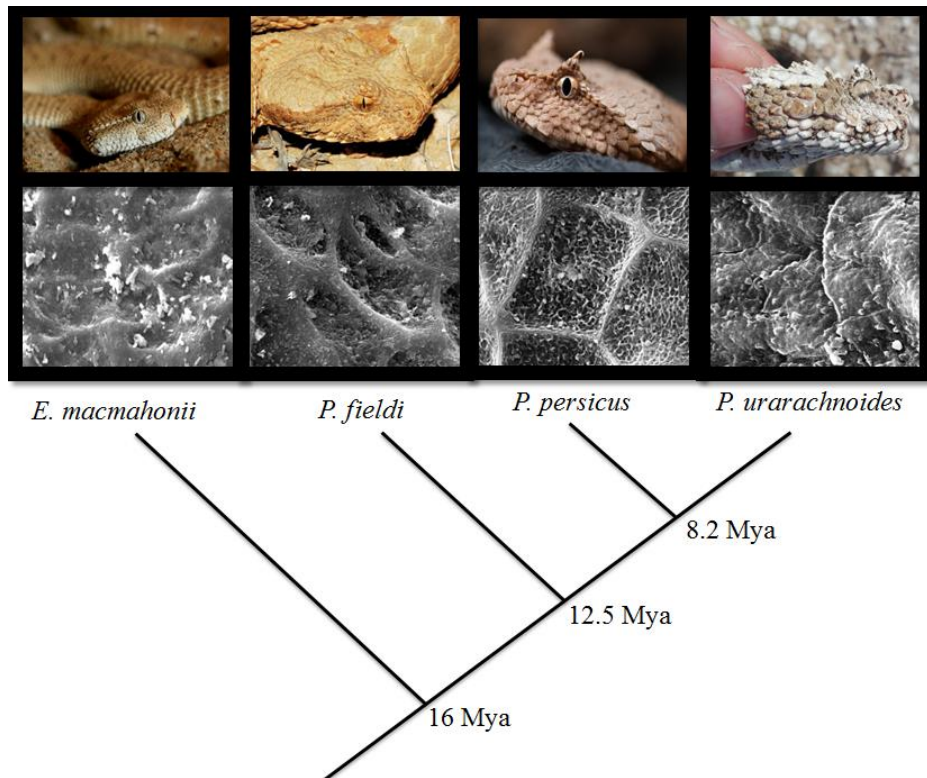 E. macmahonii
P. fieldi
P. persicus
P. urarachnoides
8.2 Mya
12.5 Mya
16 Mya